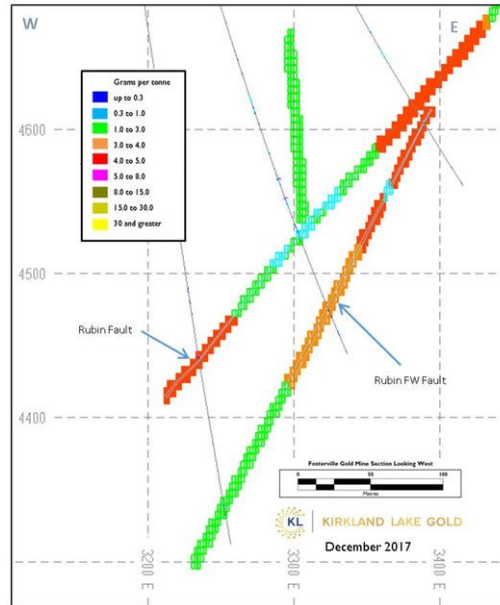 W
E
Grams per tonne
up to 0.3
0.3 to 1.0
1.0 to 3.0
3.0 to 4.0
4.0 to 5.0
5.0 to 8.0
8.0 to 15.0
15.0 to 30.0
30 and greater
4600
4500
Rubin Fault
Rubin FW Fault
4400
Fosterville Gold Mine Section Looking West
0 50 100
Metres
KL KIRKLAND LAKE GOLD
December 2017
3200 E
3300 E
3400 E